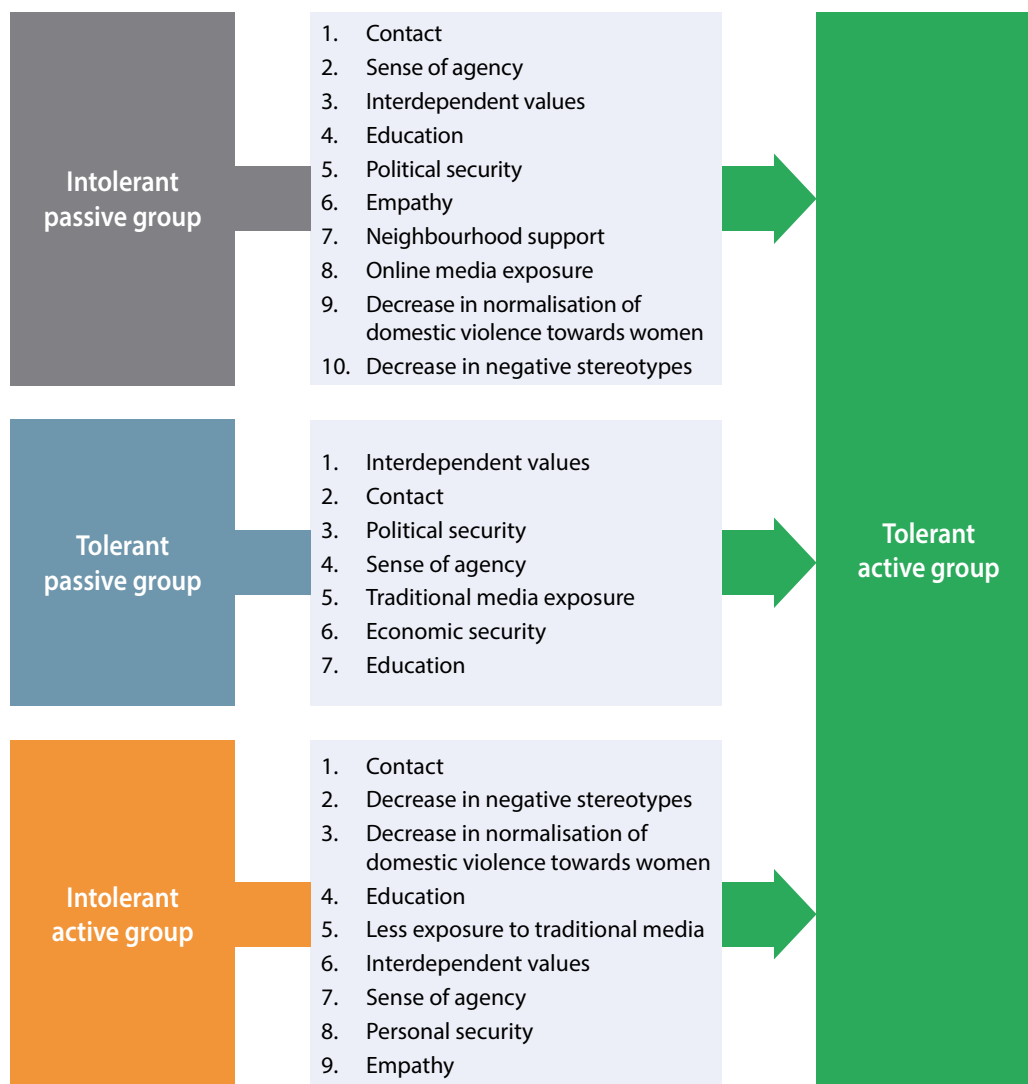 Intolerant
passive group
1. Contact
2. Sense of agency
3. Interdependent values
4. Education
5. Political security
6. Empathy
7. Neighbourhood support
8. Online media exposure
9. Decrease in normalisation of
domestic violence towards women
10. Decrease in negative stereotypes
Tolerant
passive group
1. Interdependent values
2. Contact
3. Political security
4. Sense of agency
5. Traditional media exposure
6. Economic security
7. Education
Intolerant
active group
1. Contact
2. Decrease in negative stereotypes
3. Decrease in normalisation of
domestic violence towards women
4. Education
5. Less exposure to traditional media
6. Interdependent values
7. Sense of agency
8. Personal security
9. Empathy
Tolerant
active group